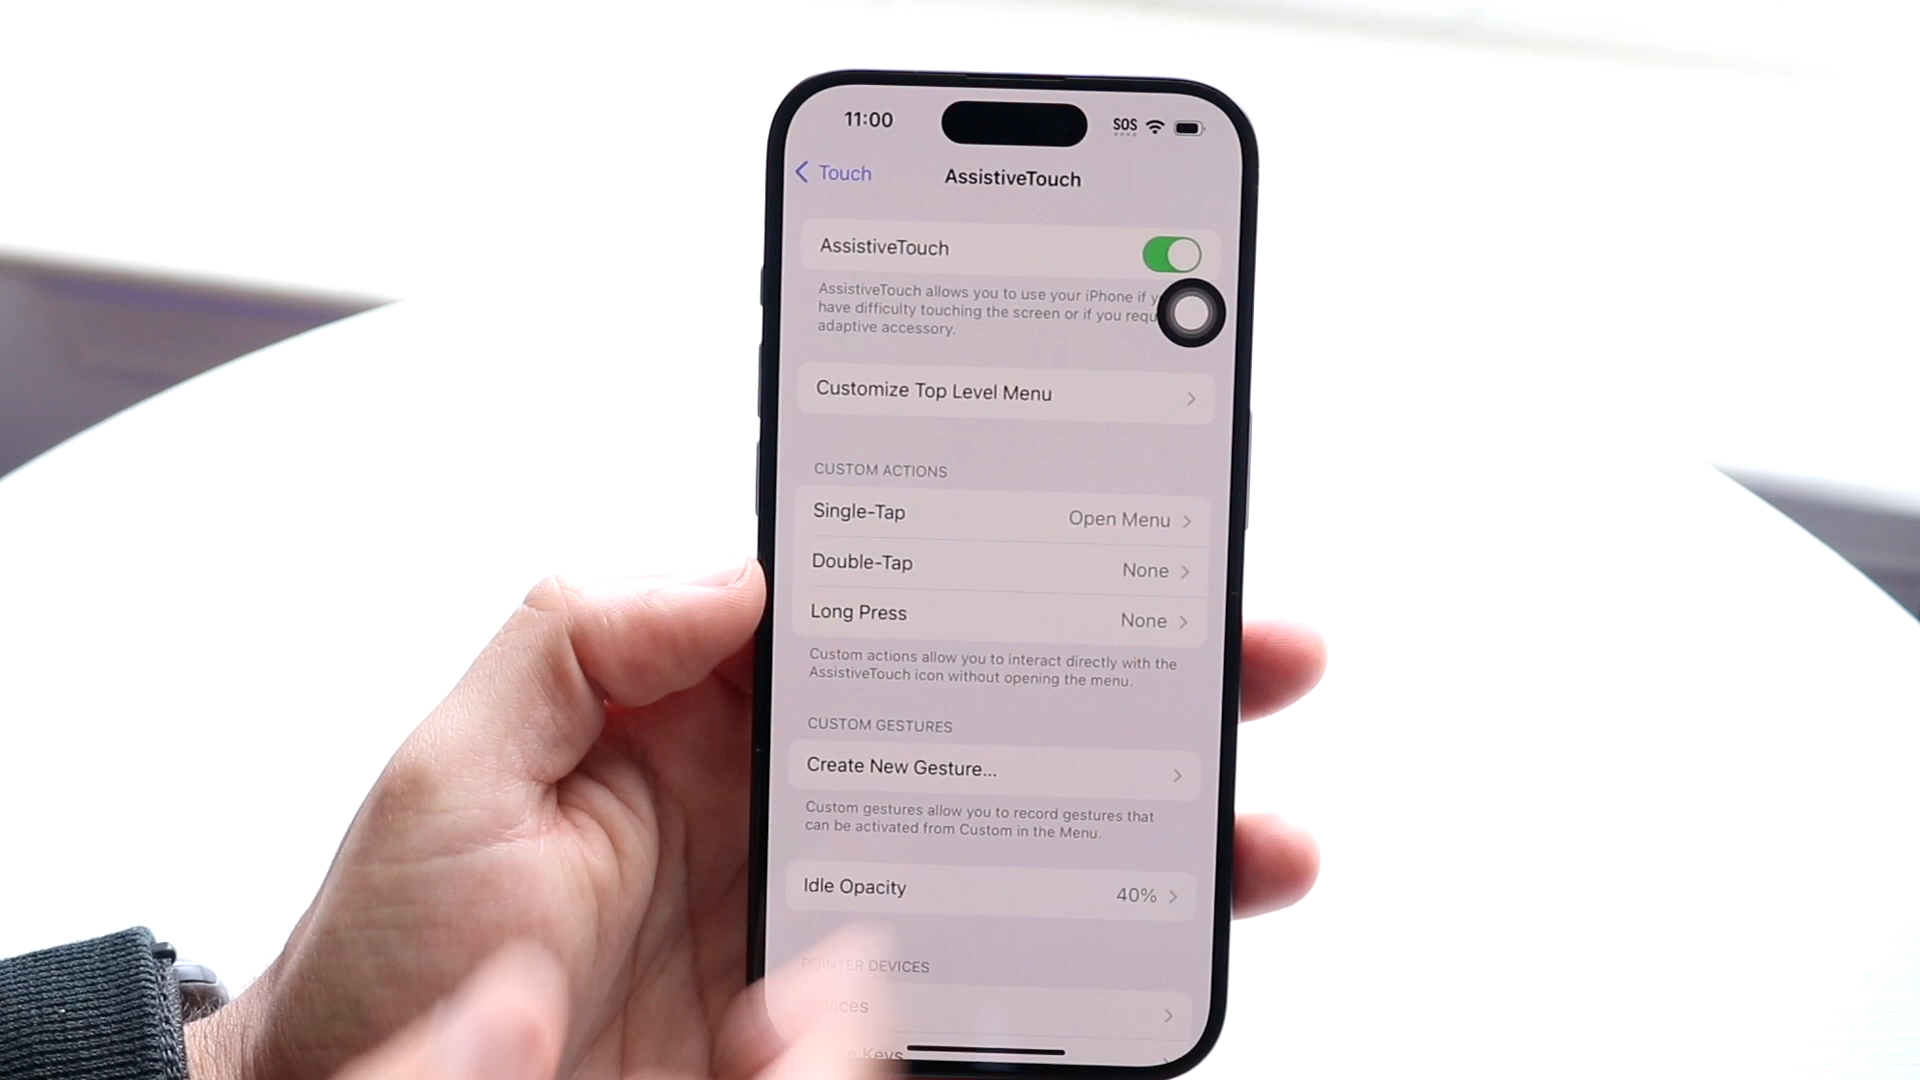 11:00
SOS
Touch
AssistiveTouch
AssistiveTouch
AssistiveTouch allows you to use your iPhone if
have difficulty touching the screen or if you
adaptive accessory.
Customize Top Level Menu
CUSTOM ACTIONS
Single-Tap Open Menu
Double-Tap None
Long Press None
Custom actions allow you to interact directly with the
AssistiveTouch icon without opening the menu.
CUSTOM GESTURES
Create New Gesture...
Custom gestures allow you to record gestures that
can be activated from Custom in the Menu.
Idle Opacity 40%
POINTER DEVICES
Devices
Keys